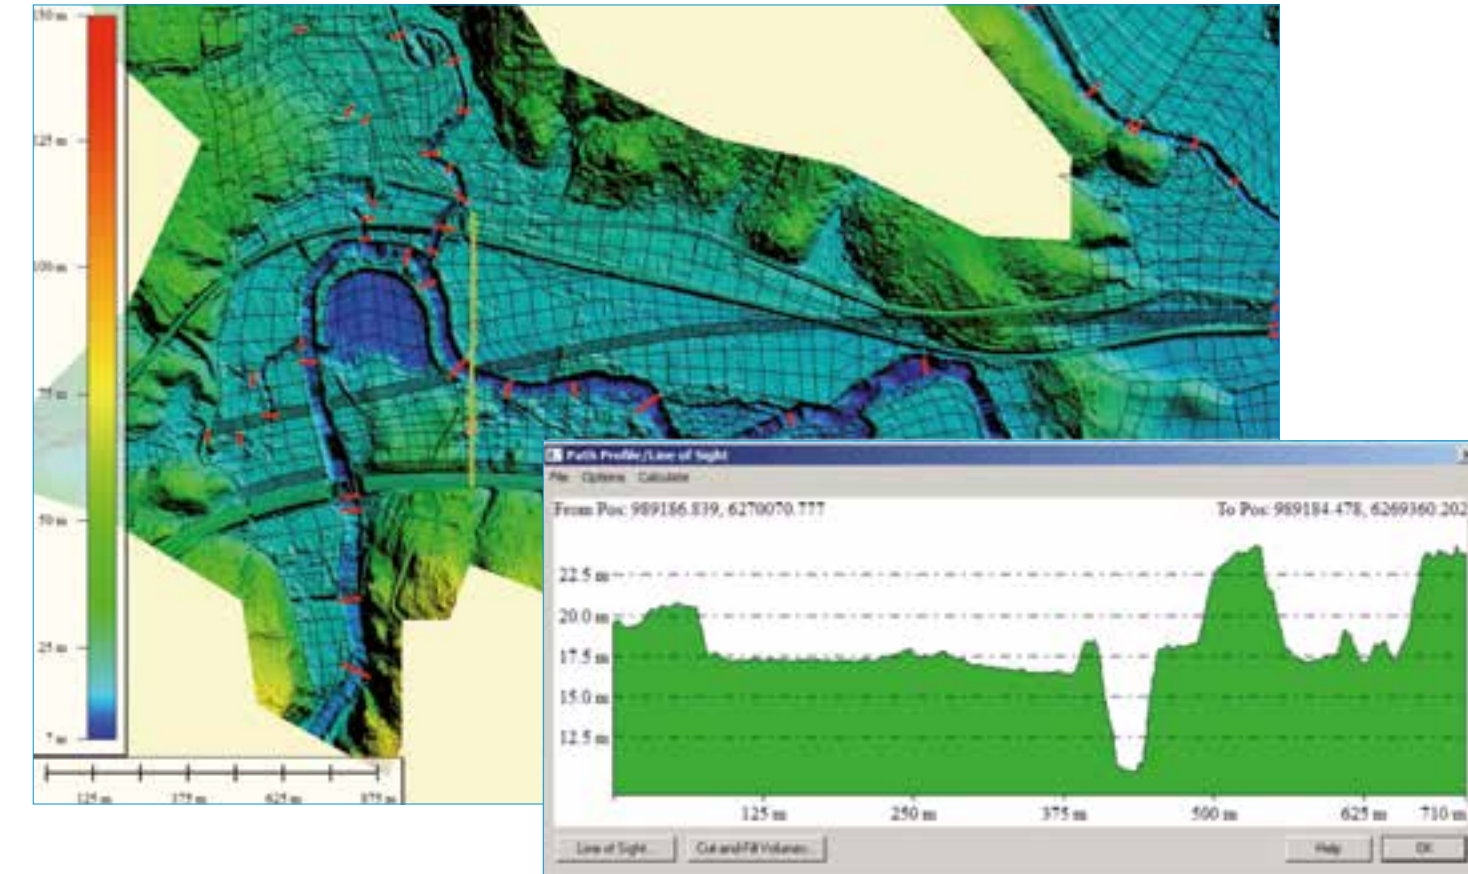 150 m
125 m
100 m
75 m
50 m
25 m
7 m
125 m 375 m 625 m 875 m
Path Profile/Line of Sight
File Options Calculate
From Pos: 989186.839, 6270070.777 To Pos: 989184.478, 6269360.202
22.5 m
20.0 m
17.5 m
15.0 m
12.5 m
125 m 250 m 375 m 500 m 625 m 710 m
Line of Sight... Cut-and-Fill Volumes... Help OK